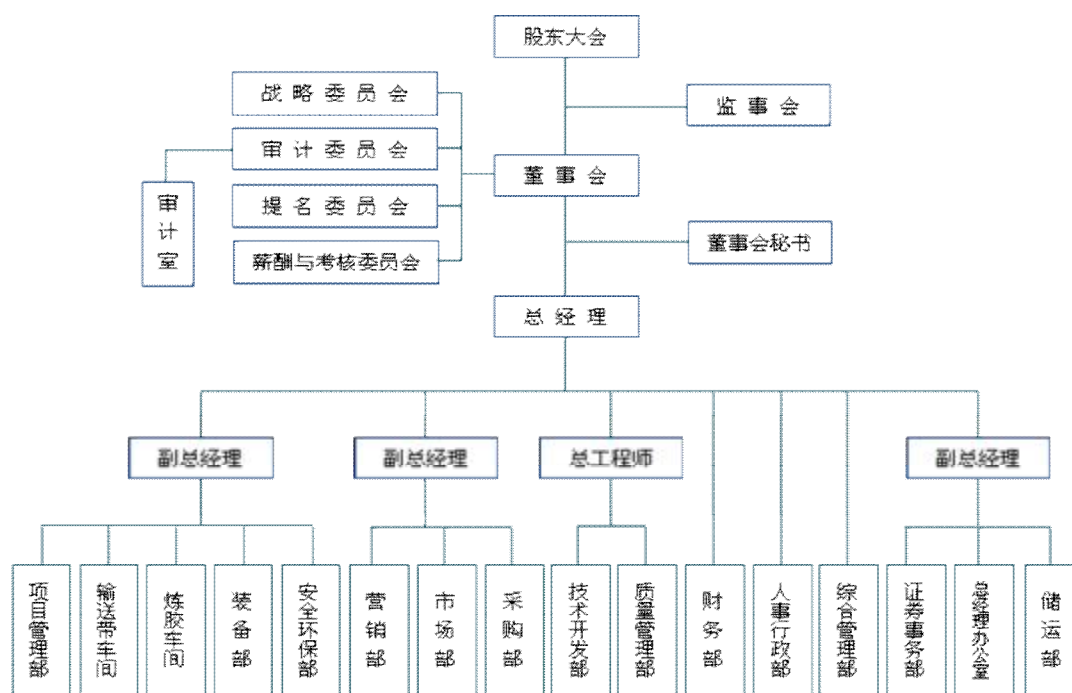 股东大会
战略委员会
监事会
审计委员会
董事会
审计室
提名委员会
董事会秘书
薪酬与考核委员会
总经理
副总经理
副总经理
总工程师
副总经理
项目管理部
输送带车间
炼胶车间
装备部
安全环保部
营销部
市场部
采购部
技术开发部
质量管理部
财务部
人事行政部
综合管理部
证券事务部
总经理办公室
储运部